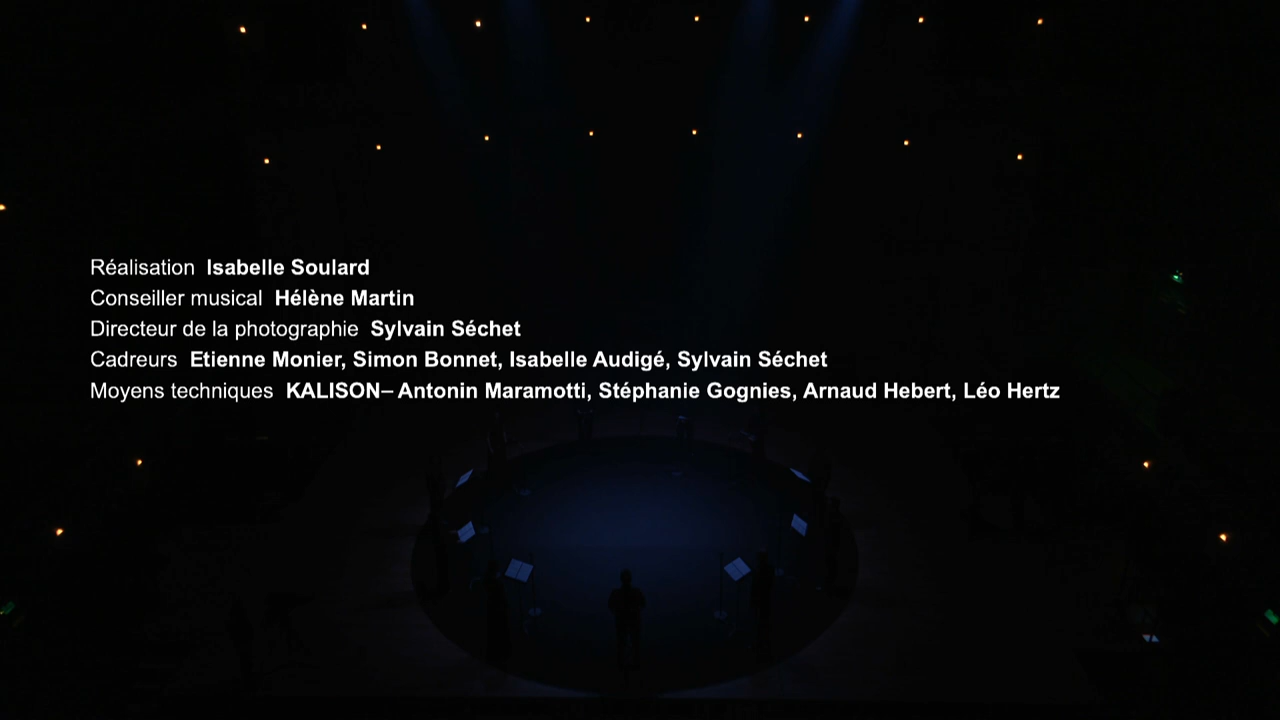 Réalisation Isabelle Soulard
Conseiller musical Hélène Martin
Directeur de la photographie Sylvain Séchet
Cadreurs Etienne Monier, Simon Bonnet, Isabelle Audigé, Sylvain Séchet
Moyens techniques KALISON– Antonin Maramotti, Stéphanie Gognies, Arnaud Hebert, Léo Hertz